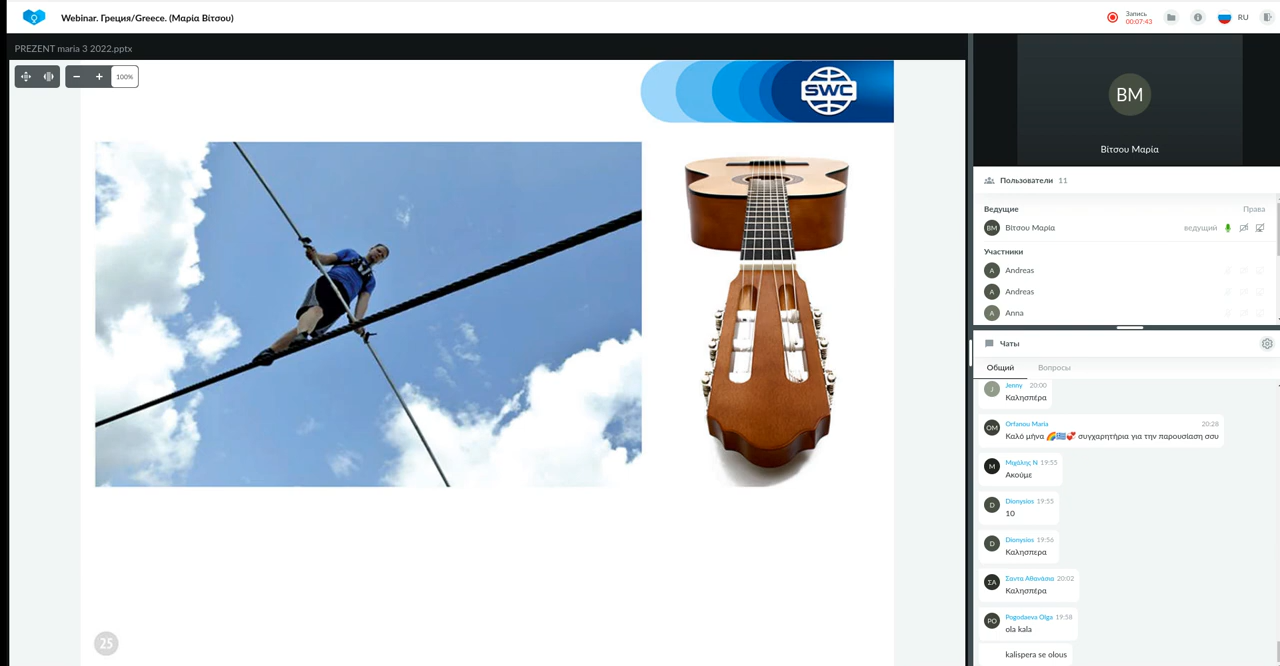 Webinar. Греция/Greece. (Μαρία Βίτσου)
Запись
00:07:43
RU
PREZENT maria 3 2022.pptx
100%
SWC
25
BM
Βίτσου Μαρία
Пользователи 11
Ведущие
Права
BM Βίτσου Μαρία ведущий
Участники
A Andreas
A Andreas
A Anna
Чаты
Общий Вопросы
J Jenny 20:00
Καλησπέρα
OM Orfanou Maria 20:28
Καλό μήνα 🌈🇬🇷💞 συγχαρητήρια για την παρουσίαση σου
M Μιχάλης Ν 19:55
Ακούμε
D Dionysios 19:55
10
D Dionysios 19:56
Καλησπερα
ΣΑ Σαντα Αθανάσια 20:02
Καλησπέρα
PO Pogodaeva Olga 19:58
ola kala
kalispera se olous